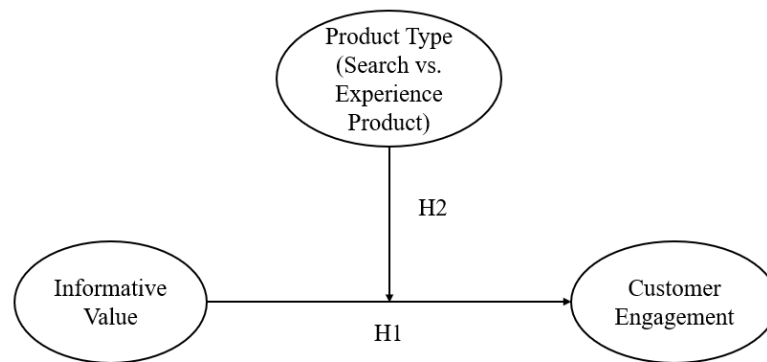 Product Type
(Search vs.
Experience
Product)
H2
Informative
Value
H1
Customer
Engagement